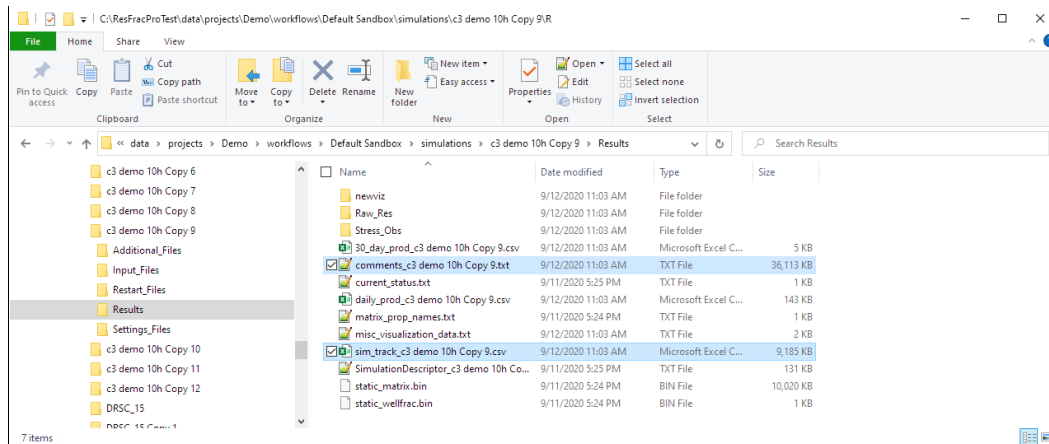 C:\ResFracProTest\data\projects\Demo\workflows\Default Sandbox\simulations\c3 demo 10h Copy 9\R
File Home Share View
Pin to Quick access
Copy
Paste
Cut
Copy path
Paste shortcut
Move to
Copy to
Delete
Rename
New folder
New item
Easy access
Properties
Open
Edit
History
Select all
Select none
Invert selection
Clipboard Organize New Open Select
« data > projects > Demo > workflows > Default Sandbox > simulations > c3 demo 10h Copy 9 > Results
Search Results
c3 demo 10h Copy 6
c3 demo 10h Copy 7
c3 demo 10h Copy 8
c3 demo 10h Copy 9
Additional_Files
Input_Files
Restart_Files
Results
Settings_Files
c3 demo 10h Copy 10
c3 demo 10h Copy 11
c3 demo 10h Copy 12
DRSC_15
DRSC_15 Copy 1
Name Date modified Type Size
newviz 9/12/2020 11:03 AM File folder
Raw_Res 9/12/2020 11:03 AM File folder
Stress_Obs 9/12/2020 11:03 AM File folder
30_day_prod_c3 demo 10h Copy 9.csv 9/12/2020 11:03 AM Microsoft Excel C... 5 KB
comments_c3 demo 10h Copy 9.txt 9/12/2020 11:03 AM TXT File 36,113 KB
current_status.txt 9/11/2020 5:25 PM TXT File 1 KB
daily_prod_c3 demo 10h Copy 9.csv 9/12/2020 11:03 AM Microsoft Excel C... 143 KB
matrix_prop_names.txt 9/11/2020 5:24 PM TXT File 1 KB
misc_visualization_data.txt 9/12/2020 11:03 AM TXT File 2 KB
sim_track_c3 demo 10h Copy 9.csv 9/12/2020 11:03 AM Microsoft Excel C... 9,185 KB
SimulationDescriptor_c3 demo 10h Co... 9/11/2020 5:25 PM TXT File 131 KB
static_matrix.bin 9/11/2020 5:24 PM BIN File 10,020 KB
static_wellfrac.bin 9/11/2020 5:24 PM BIN File 1 KB
7 items